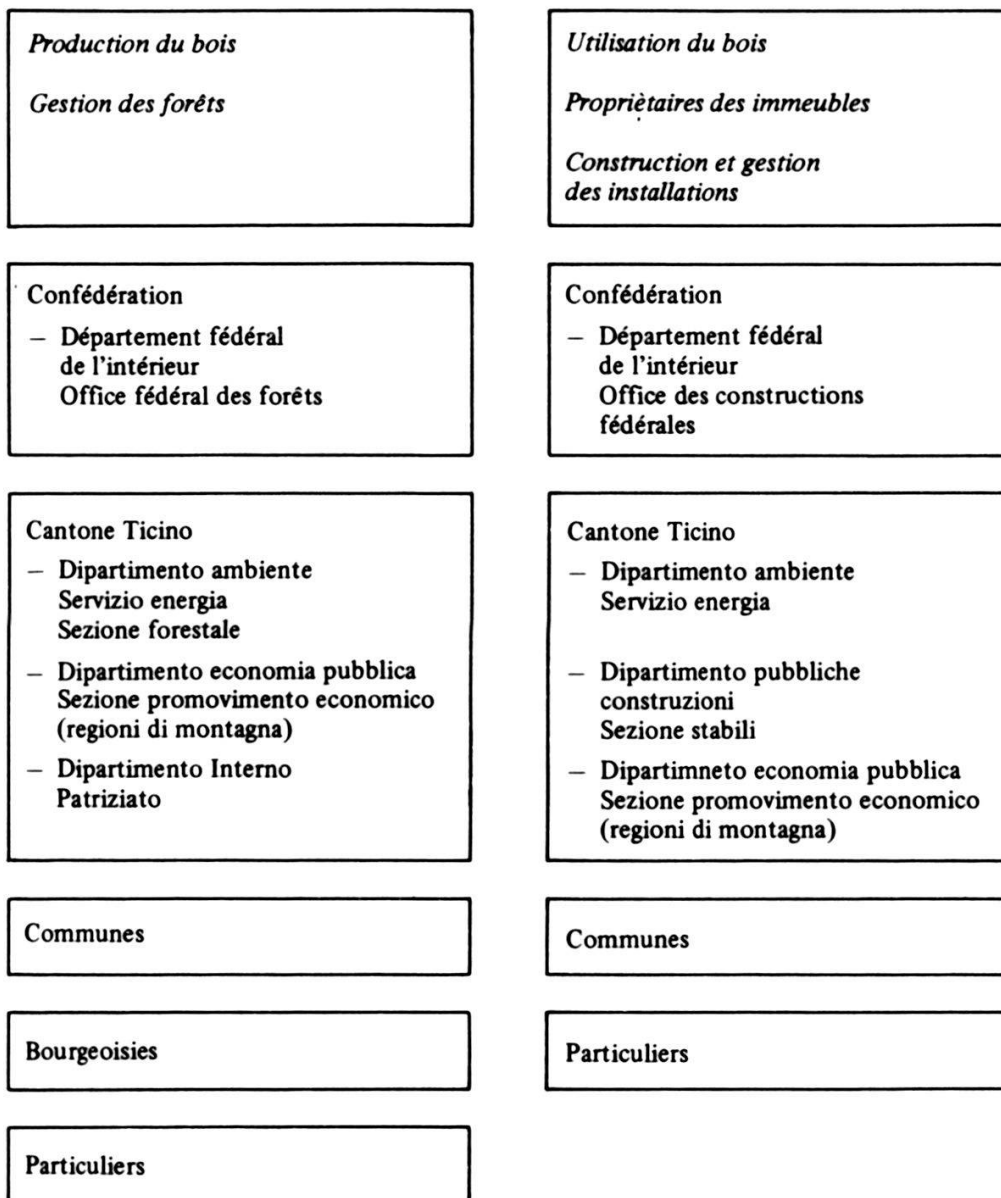 Production du bois
Gestion des forêts
Utilisation du bois
Propriètaires des immeubles
Construction et gestion
des installations
Confédération
– Département fédéral
de l'intérieur
Office fédéral des forêts
Confédération
– Département fédéral
de l'intérieur
Office des constructions
fédérales
Cantone Ticino
– Dipartimento ambiente
Servizio energia
Sezione forestale
– Dipartimento economia pubblica
Sezione promovimento economico
(regioni di montagna)
– Dipartimento Interno
Patriziato
Cantone Ticino
– Dipartimento ambiente
Servizio energia
– Dipartimento pubbliche
construzioni
Sezione stabili
– Dipartimneto economia pubblica
Sezione promovimento economico
(regioni di montagna)
Communes
Communes
Bourgeoisies
Particuliers
Particuliers